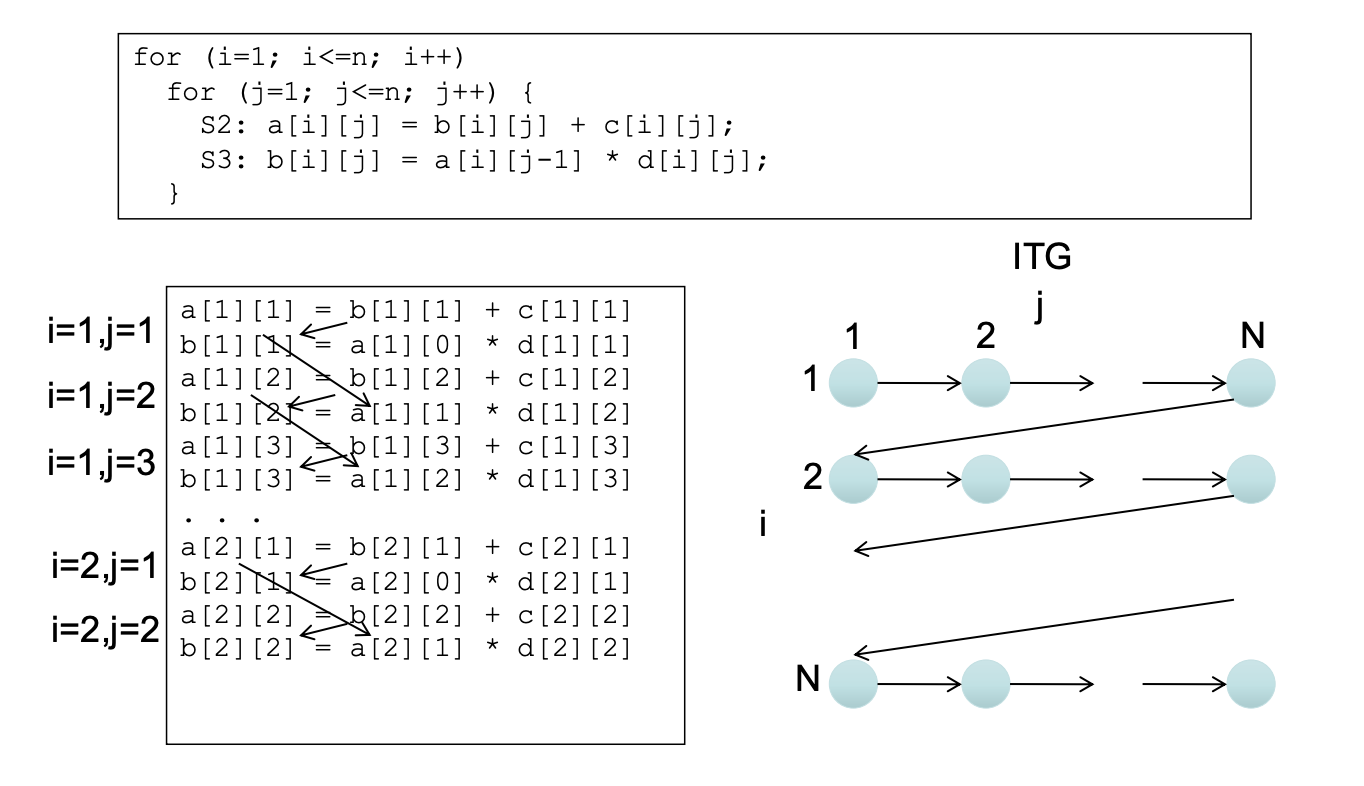 for (i=1; i<=n; i++)
for (j=1; j<=n; j++) {
S2: a[i][j] = b[i][j] + c[i][j];
S3: b[i][j] = a[i][j-1] * d[i][j];
}
i=1,j=1
i=1,j=2
i=1,j=3
i=2,j=1
i=2,j=2
a[1][1] = b[1][1] + c[1][1]
b[1][1] = a[1][0] * d[1][1]
a[1][2] = b[1][2] + c[1][2]
b[1][2] = a[1][1] * d[1][2]
a[1][3] = b[1][3] + c[1][3]
b[1][3] = a[1][2] * d[1][3]
. . .
a[2][1] = b[2][1] + c[2][1]
b[2][1] = a[2][0] * d[2][1]
a[2][2] = b[2][2] + c[2][2]
b[2][2] = a[2][1] * d[2][2]
ITG
j
1 2 N
1
2
i
N